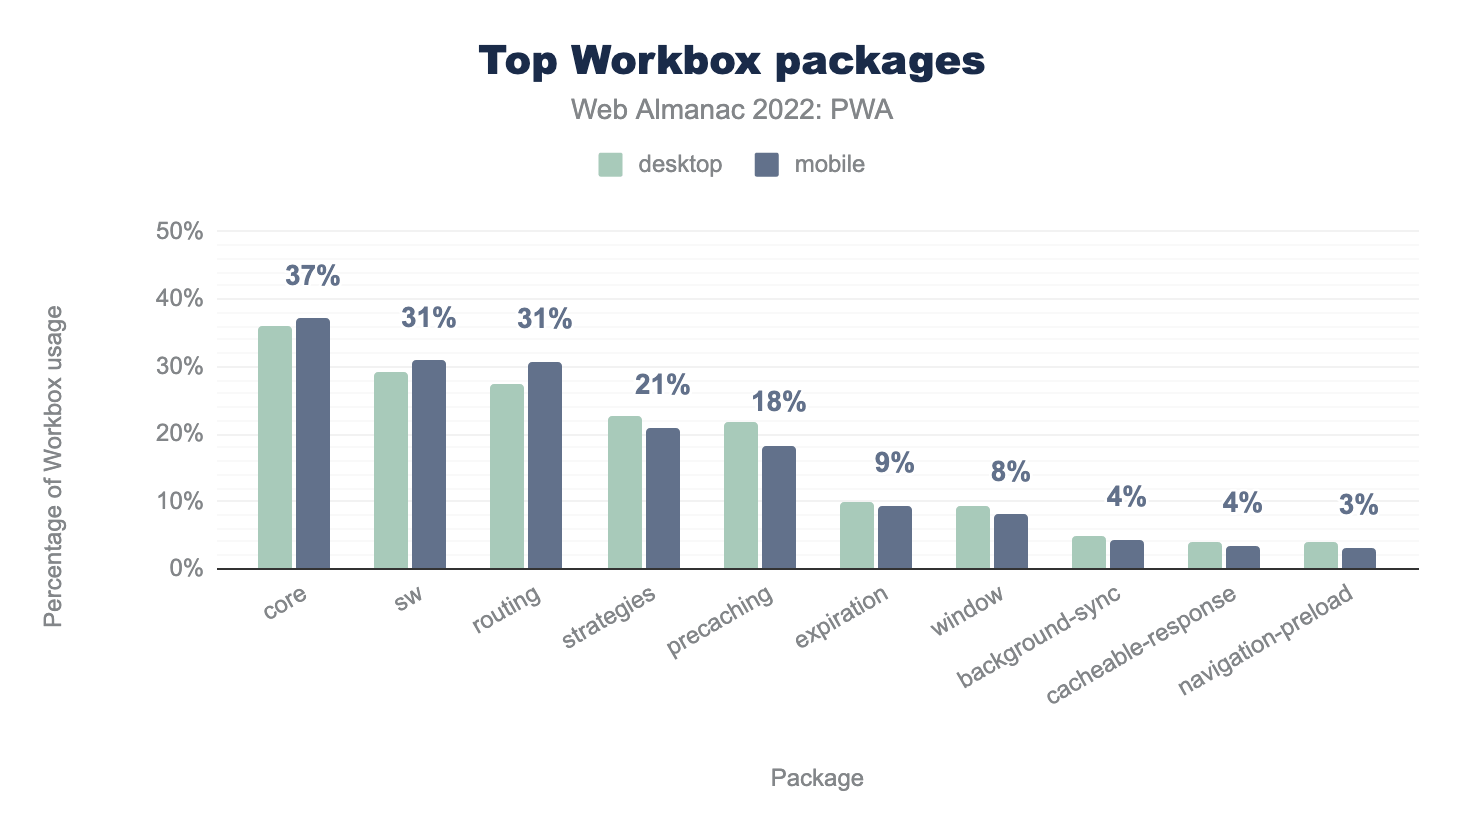 Top Workbox packages
Web Almanac 2022: PWA
desktop mobile
Percentage of Workbox usage
50%
40%
30%
20%
10%
0%
37%
31%
31%
21%
18%
9%
8%
4%
4%
3%
core
sw
routing
strategies
precaching
expiration
window
background-sync
cacheable-response
navigation-preload
Package